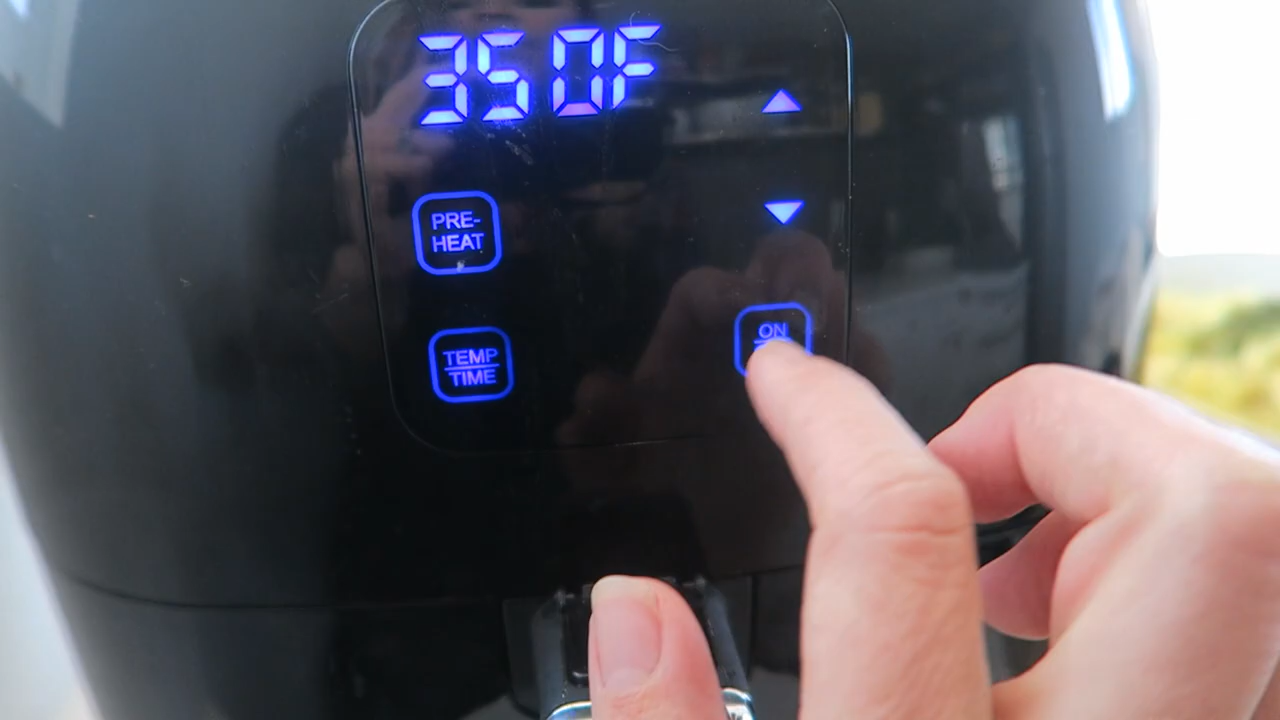 350F
PRE-
HEAT
TEMP
TIME
ON